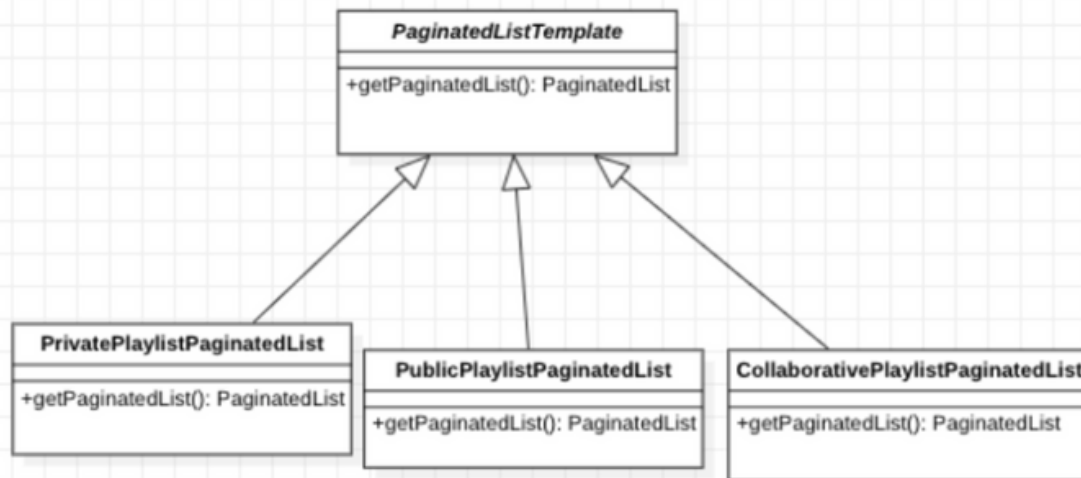 PaginatedListTemplate
+getPaginatedList(): PaginatedList
PrivatePlaylistPaginatedList
+getPaginatedList(): PaginatedList
PublicPlaylistPaginatedList
+getPaginatedList(): PaginatedList
CollaborativePlaylistPaginatedList
+getPaginatedList(): PaginatedList